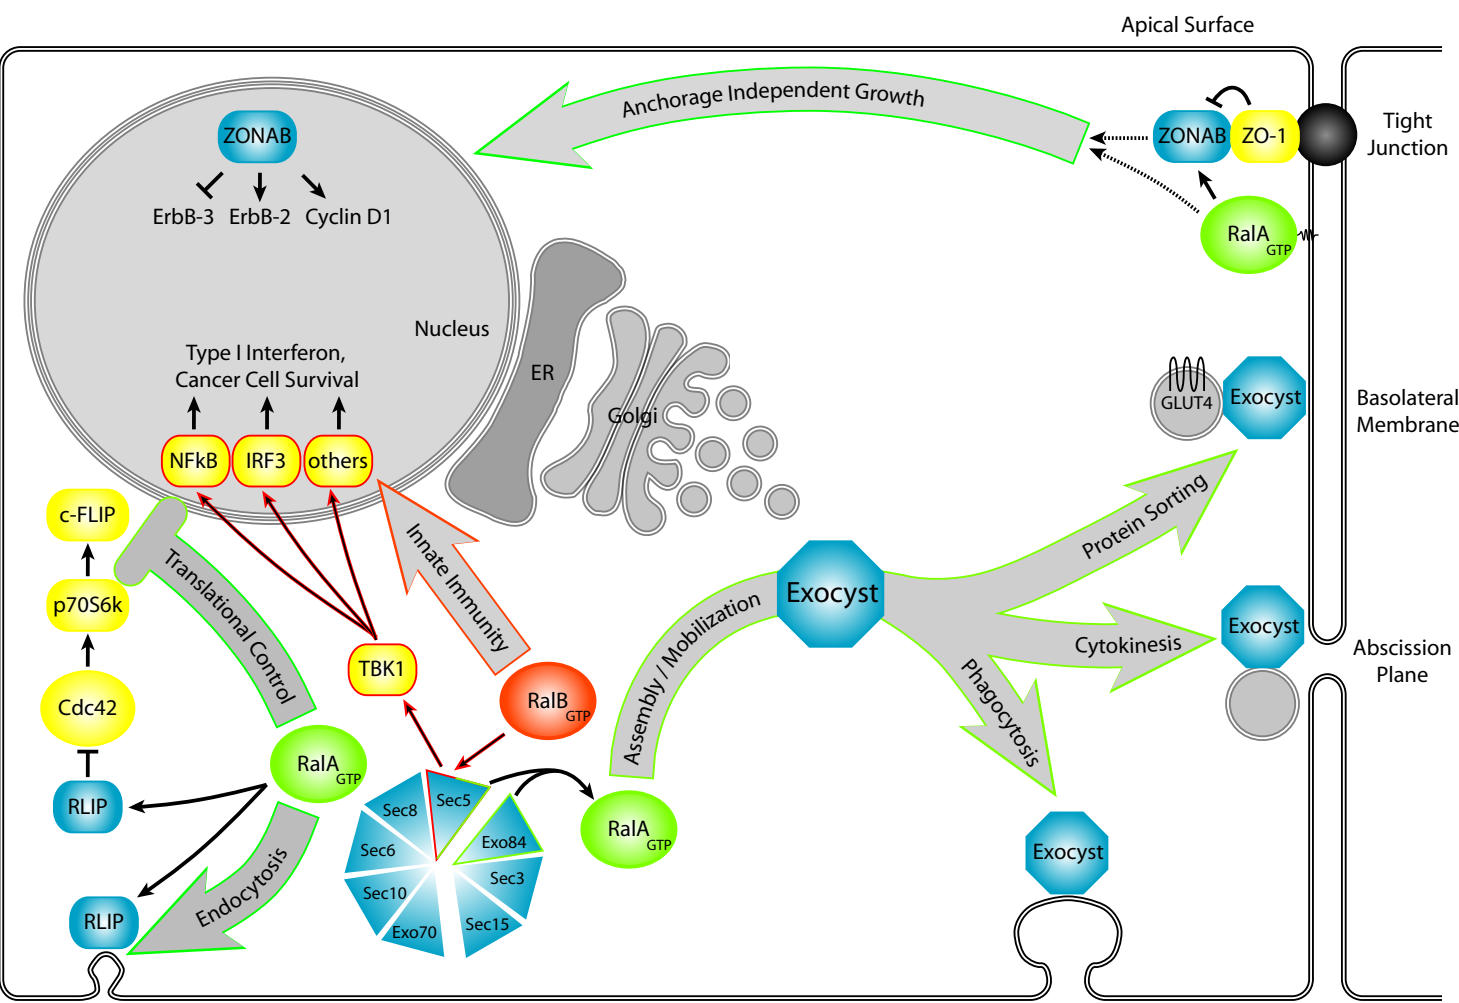 Apical Surface
Anchorage Independent Growth
ZONAB
ZO-1
Tight
Junction
ZONAB
ErbB-3
ErbB-2
Cyclin D1
RalA
GTP
Nucleus
Type I Interferon,
Cancer Cell Survival
ER
Golgi
GLUT4
Exocyst
Basolateral
Membrane
NFkB
IRF3
others
c-FLIP
p70S6k
Cdc42
RLIP
RLIP
Translational Control
Innate Immunity
TBK1
RalB
GTP
RalA
GTP
Endocytosis
Assembly / Mobilization
Exocyst
Protein Sorting
Cytokinesis
Phagocytosis
Exocyst
Abscission
Plane
Sec8
Sec5
Sec6
Exo84
Sec10
Sec3
Exo70
Sec15
RalA
GTP
Exocyst